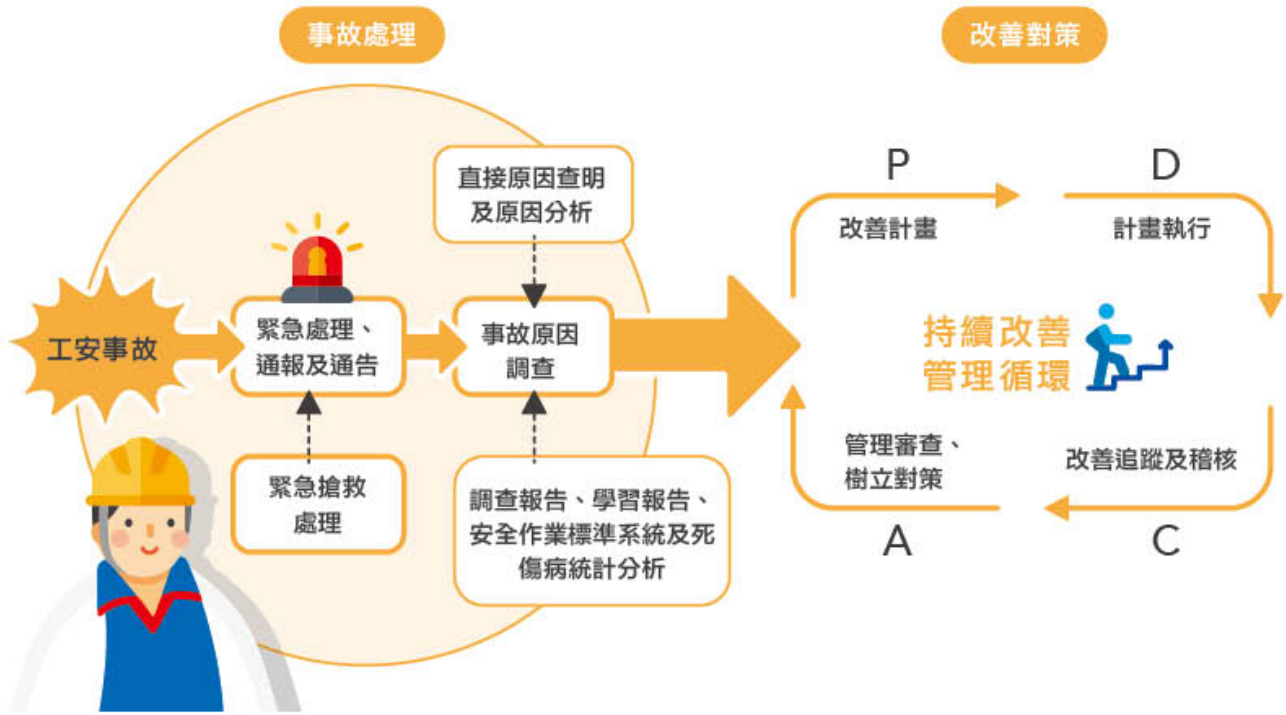 事故處理
改善對策
直接原因查明
及原因分析
工安事故
緊急處理、
通報及通告
事故原因
調查
緊急搶救
處理
調查報告、學習報告、
安全作業標準系統及死
傷病統計分析
P
改善計畫
D
計畫執行
持續改善
管理循環
管理審查、
樹立對策
A
改善追蹤及稽核
C